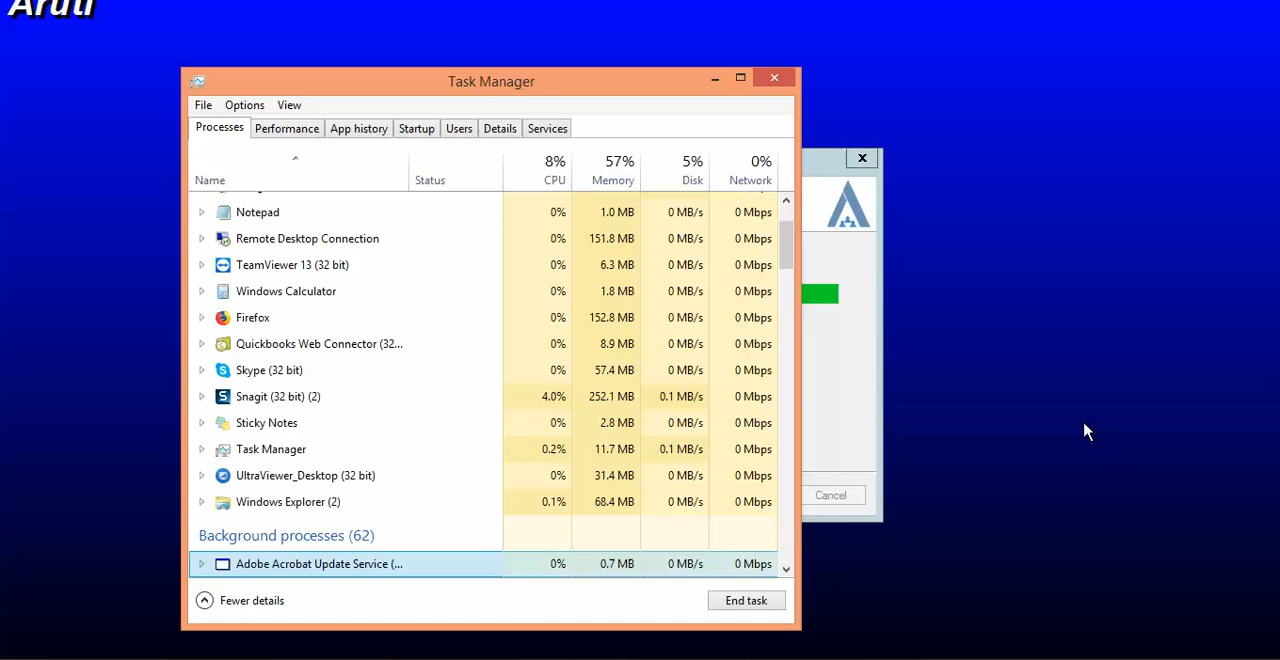 Aruti
Task Manager
X
File Options View
Processes Performance App history Startup Users Details Services
X
8% 57% 5% 0%
Name Status CPU Memory Disk Network
Notepad 0% 1.0 MB 0 MB/s 0 Mbps
Remote Desktop Connection 0% 151.8 MB 0 MB/s 0 Mbps
TeamViewer 13 (32 bit) 0% 6.3 MB 0 MB/s 0 Mbps
Windows Calculator 0% 1.8 MB 0 MB/s 0 Mbps
Firefox 0% 152.8 MB 0 MB/s 0 Mbps
Quickbooks Web Connector (32... 0% 8.9 MB 0 MB/s 0 Mbps
Skype (32 bit) 0% 57.4 MB 0 MB/s 0 Mbps
Snagit (32 bit) (2) 4.0% 252.1 MB 0.1 MB/s 0 Mbps
Sticky Notes 0% 2.8 MB 0 MB/s 0 Mbps
Task Manager 0.2% 11.7 MB 0.1 MB/s 0 Mbps
UltraViewer_Desktop (32 bit) 0% 31.4 MB 0 MB/s 0 Mbps
Cancel
Windows Explorer (2) 0.1% 68.4 MB 0 MB/s 0 Mbps
Background processes (62)
Adobe Acrobat Update Service (... 0% 0.7 MB 0 MB/s 0 Mbps
Fewer details End task